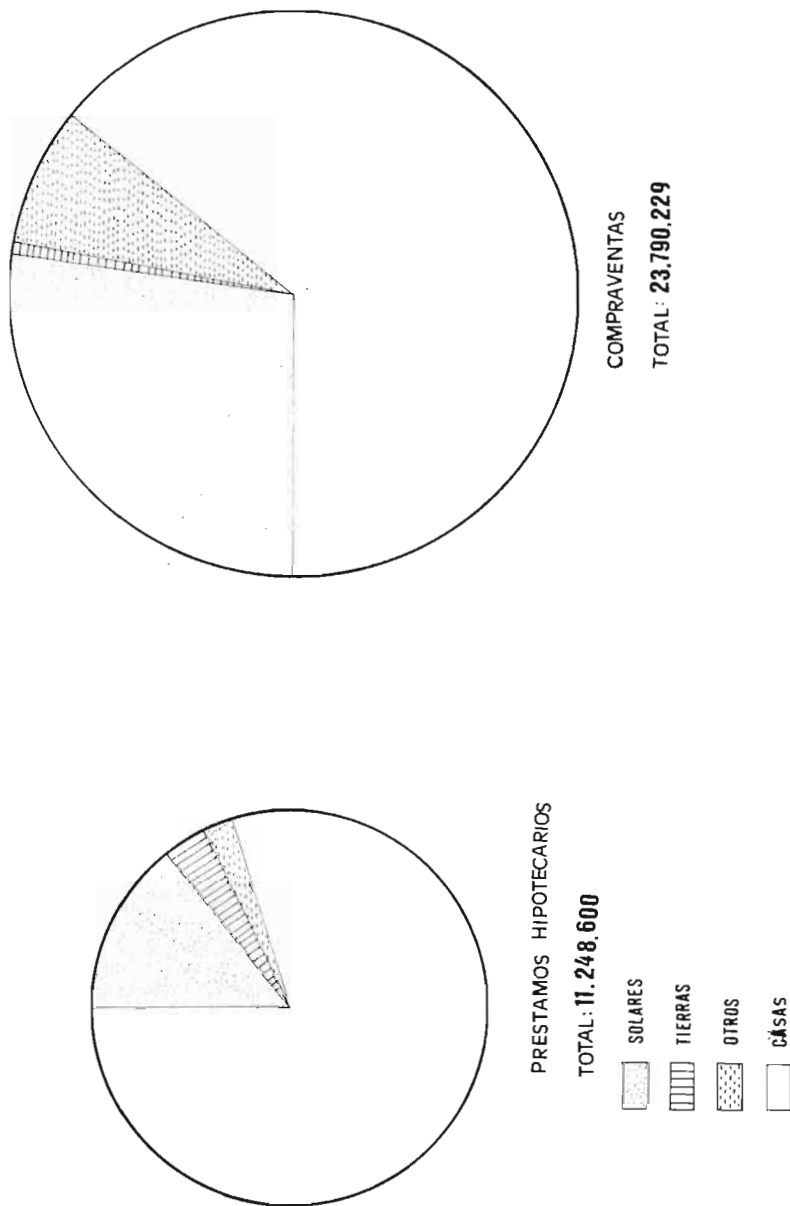 PRESTAMOS HIPOTECARIOS
TOTAL: 11.248.600
SOLARES
TIERRAS
OTROS
CASAS
COMPRAVENTAS
TOTAL: 23.790.229